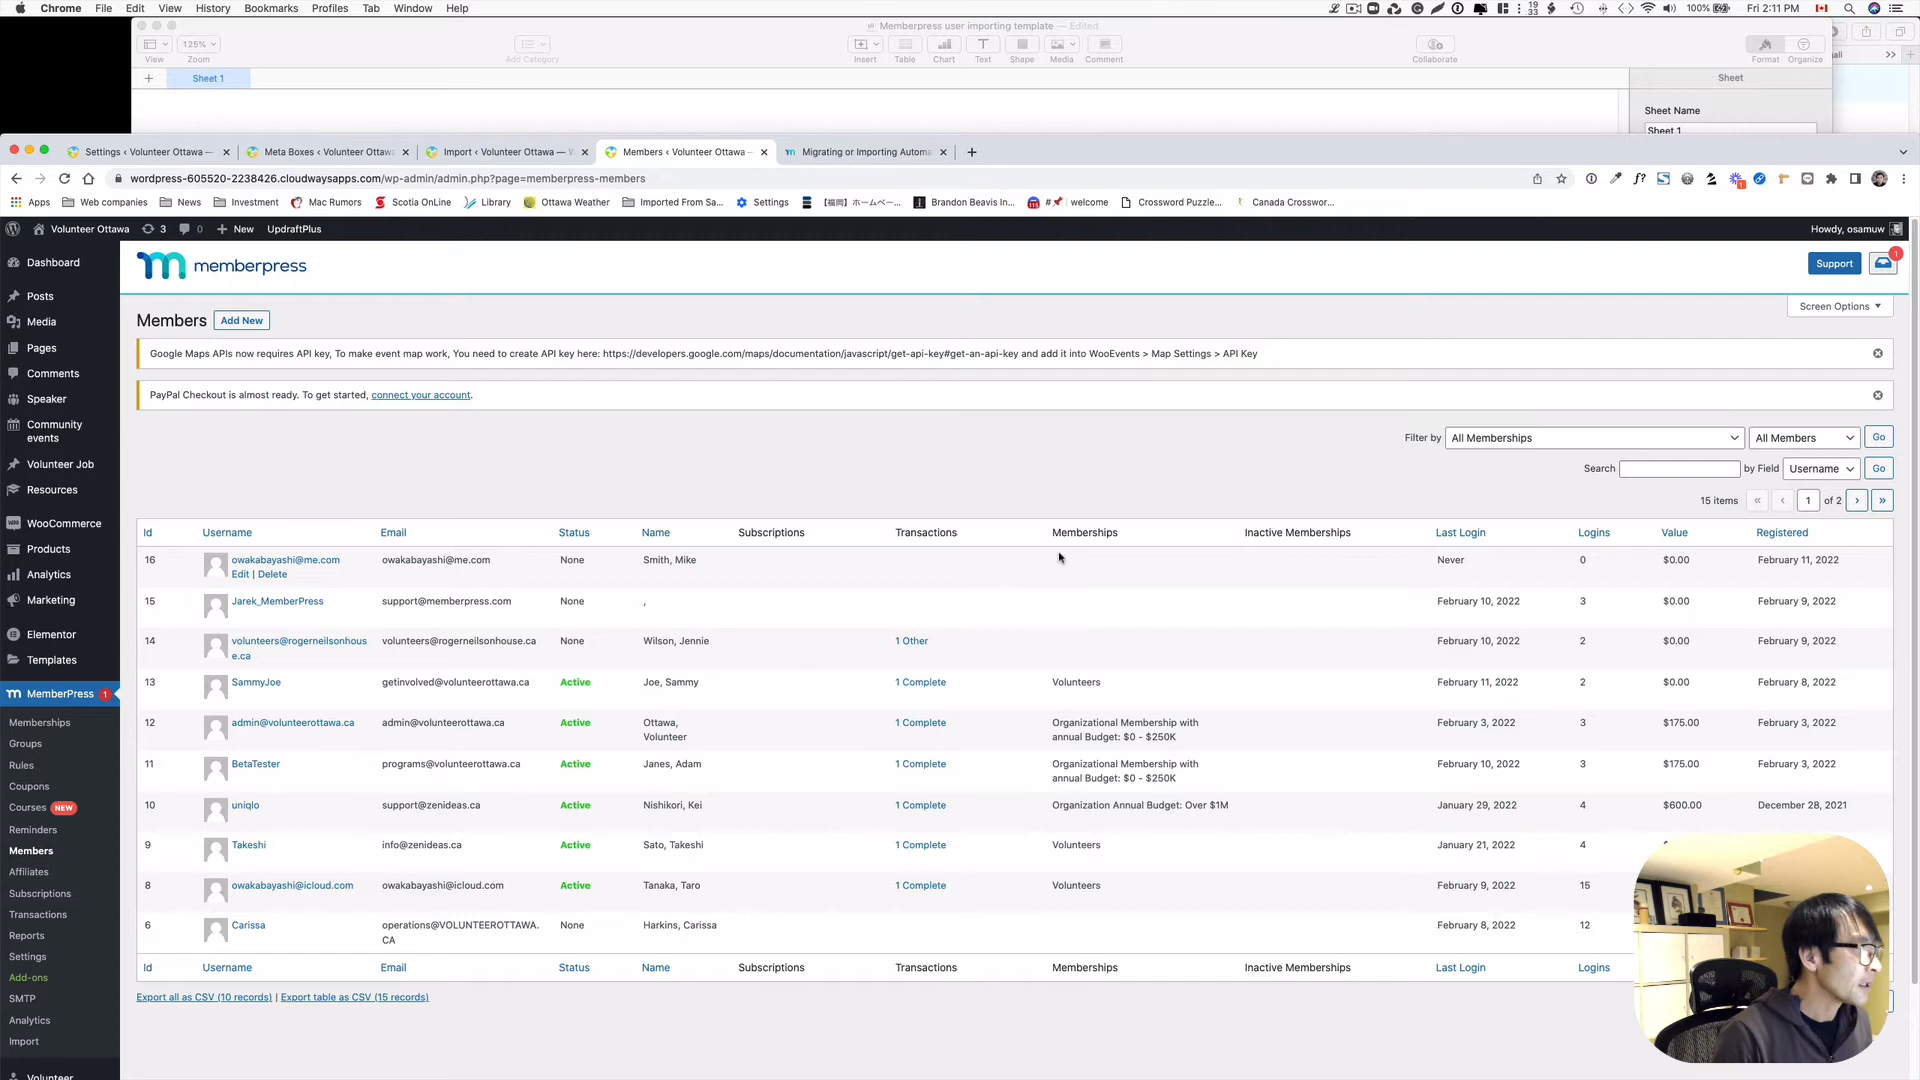 Chrome File Edit View History Bookmarks Profiles Tab Window Help 19 33 100% Fri 2:11 PM
Memberpress user importing template — Edited
125%
View Zoom Add Category Insert Table Chart Text Shape Media Comment Collaborate Format Organize
Sheet 1 Sheet
Sheet Name
Sheet 1
Settings ‹ Volunteer Ottawa — Meta Boxes ‹ Volunteer Ottawa Import ‹ Volunteer Ottawa — Members ‹ Volunteer Ottawa — Migrating or Importing Automa
wordpress-605520-2238426.cloudwaysapps.com/wp-admin/admin.php?page=memberpress-members
Apps Web companies News Investment Mac Rumors Scotia OnLine Library Ottawa Weather Imported From Sa... Settings 【福岡】ホームペー... Brandon Beavis In... #📌 | welcome Crossword Puzzle... Canada Crosswor...
Volunteer Ottawa 3 0 New UpdraftPlus Howdy, osamuw
Dashboard
Posts
Media
Pages
Comments
Speaker
Community events
Volunteer Job
Resources
WooCommerce
Products
Analytics
Marketing
Elementor
Templates
MemberPress 1
Memberships
Groups
Rules
Coupons
Courses NEW
Reminders
Members
Affiliates
Subscriptions
Transactions
Reports
Settings
Add-ons
SMTP
Analytics
Import
Volunteer
memberpress Support 1
Screen Options
Members Add New
Google Maps APIs now requires API key, To make event map work, You need to create API key here: https://developers.google.com/maps/documentation/javascript/get-api-key#get-an-api-key and add it into WooEvents > Map Settings > API Key
PayPal Checkout is almost ready. To get started, connect your account.
Filter by All Memberships All Members Go
Search by Field Username Go
15 items « ‹ 1 of 2 › »
Id Username Email Status Name Subscriptions Transactions Memberships Inactive Memberships Last Login Logins Value Registered
16 owakabayashi@me.com owakabayashi@me.com None Smith, Mike Never 0 $0.00 February 11, 2022
Edit | Delete
15 Jarek_MemberPress support@memberpress.com None , February 10, 2022 3 $0.00 February 9, 2022
14 volunteers@rogerneilsonhous volunteers@rogerneilsonhouse.ca None Wilson, Jennie 1 Other February 10, 2022 2 $0.00 February 9, 2022
e.ca
13 SammyJoe getinvolved@volunteerottawa.ca Active Joe, Sammy 1 Complete Volunteers February 11, 2022 2 $0.00 February 8, 2022
12 admin@volunteerottawa.ca admin@volunteerottawa.ca Active Ottawa, 1 Complete Organizational Membership with February 3, 2022 3 $175.00 February 3, 2022
Volunteer annual Budget: $0 - $250K
11 BetaTester programs@volunteerottawa.ca Active Janes, Adam 1 Complete Organizational Membership with February 10, 2022 3 $175.00 February 3, 2022
annual Budget: $0 - $250K
10 uniqlo support@zenideas.ca Active Nishikori, Kei 1 Complete Organization Annual Budget: Over $1M January 29, 2022 4 $600.00 December 28, 2021
9 Takeshi info@zenideas.ca Active Sato, Takeshi 1 Complete Volunteers January 21, 2022 4
8 owakabayashi@icloud.com owakabayashi@icloud.com Active Tanaka, Taro 1 Complete Volunteers February 9, 2022 15
6 Carissa operations@VOLUNTEEROTTAWA. None Harkins, Carissa February 8, 2022 12
CA
Id Username Email Status Name Subscriptions Transactions Memberships Inactive Memberships Last Login Logins
Export all as CSV (10 records) | Export table as CSV (15 records)